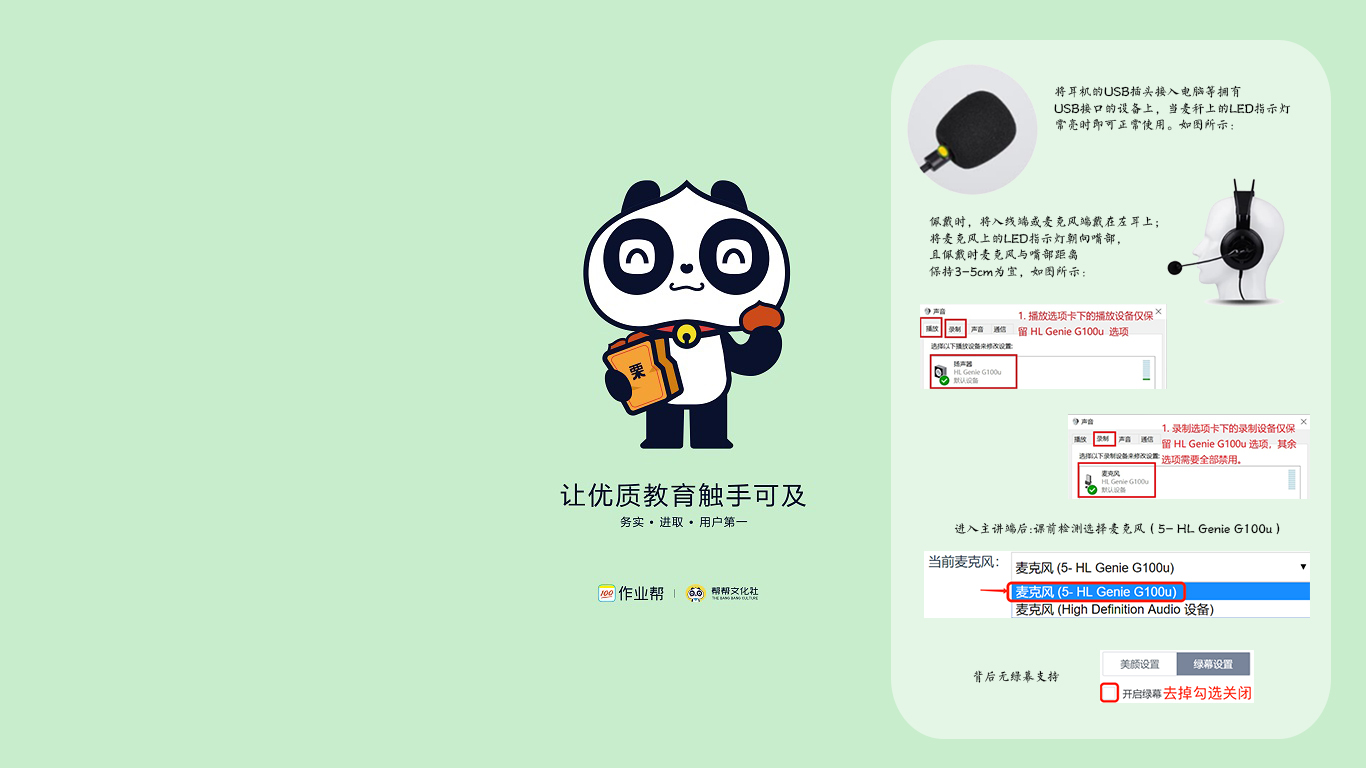 栗
让优质教育触手可及
务实 • 进取 • 用户第一
100 作业帮 | 帮帮文化社
THE BANG BANG CULTURE
将耳机的USB插头接入电脑等拥有
USB接口的设备上，当麦秆上的LED指示灯
常亮时即可正常使用。如图所示：
佩戴时，将入线端或麦克风端戴在左耳上；
将麦克风上的LED指示灯朝向嘴部，
且佩戴时麦克风与嘴部距离
保持3-5cm为宜，如图所示：
声音
播放 录制 声音 通信
1. 播放选项卡下的播放设备仅保
留 HL Genie G100u 选项
选择以下播放设备来修改设置:
扬声器
HL Genie G100u
默认设备
声音
播放 录制 声音 通信
1. 录制选项卡下的录制设备仅保
留 HL Genie G100u 选项，其余
选项需要全部禁用。
选择以下录制设备来修改设置:
麦克风
HL Genie G100u
默认设备
进入主讲端后:课前检测选择麦克风（5- HL Genie G100u）
当前麦克风： 麦克风 (5- HL Genie G100u)
麦克风 (5- HL Genie G100u)
麦克风 (High Definition Audio 设备)
背后无绿幕支持
美颜设置 绿幕设置
开启绿幕 去掉勾选关闭